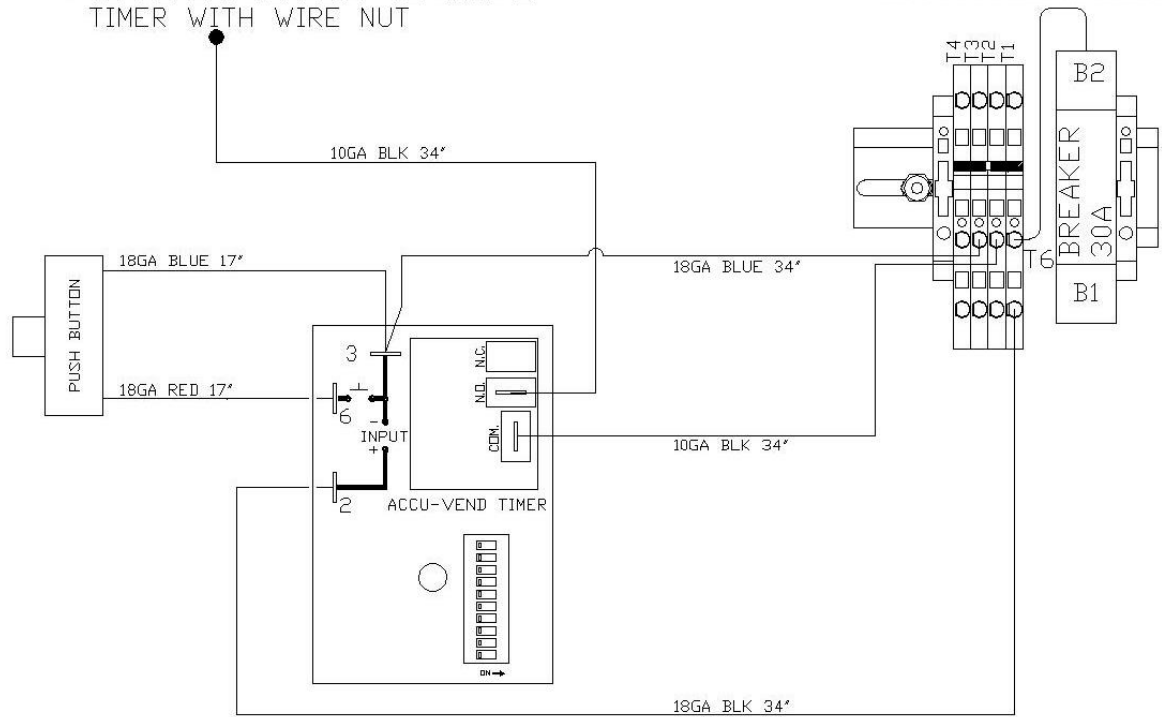 TIMER WITH WIRE NUT
T4
T3
T2
T1
B2
10GA BLK 34"
BREAKER
30A
18GA BLUE 17"
18GA BLUE 34"
T6
B1
PUSH BUTTON
3
N.C.
18GA RED 17"
N.O.
6
-
INPUT
+
COM.
10GA BLK 34"
2
ACCU-VEND TIMER
ON
18GA BLK 34"